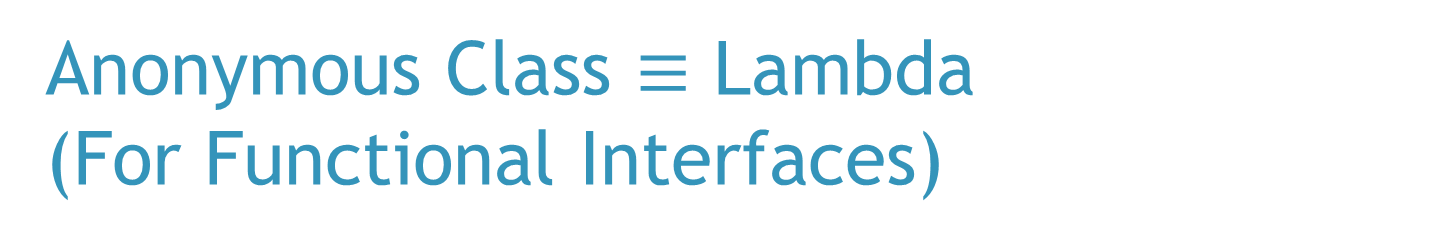 Anonymous Class ≡ Lambda
(For Functional Interfaces)